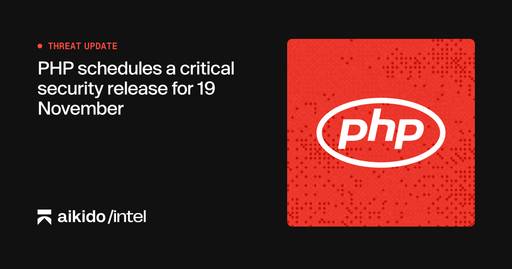 THREAT UPDATE
PHP schedules a critical
security release for 19
November
php
aikido/intel